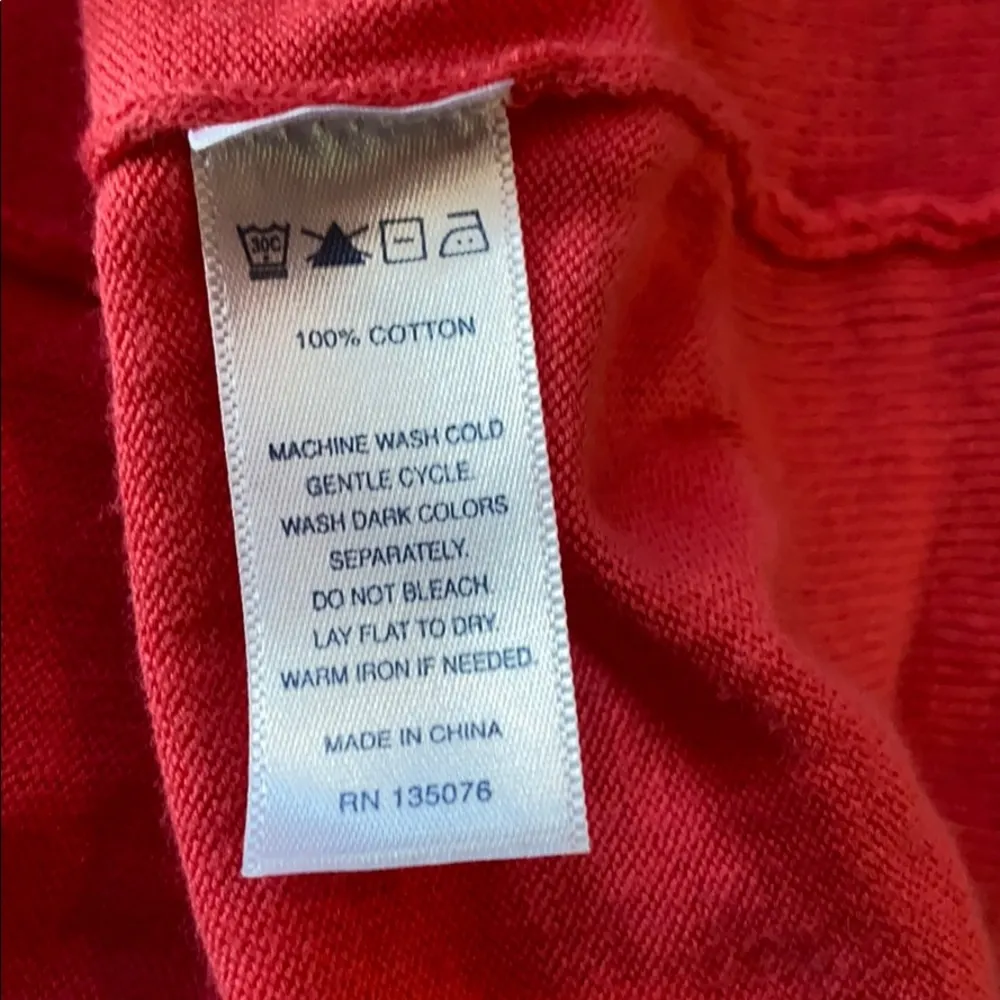 30C
100% COTTON
MACHINE WASH COLD
GENTLE CYCLE.
WASH DARK COLORS
SEPARATELY.
DO NOT BLEACH.
LAY FLAT TO DRY.
WARM IRON IF NEEDED.
MADE IN CHINA
RN 135076